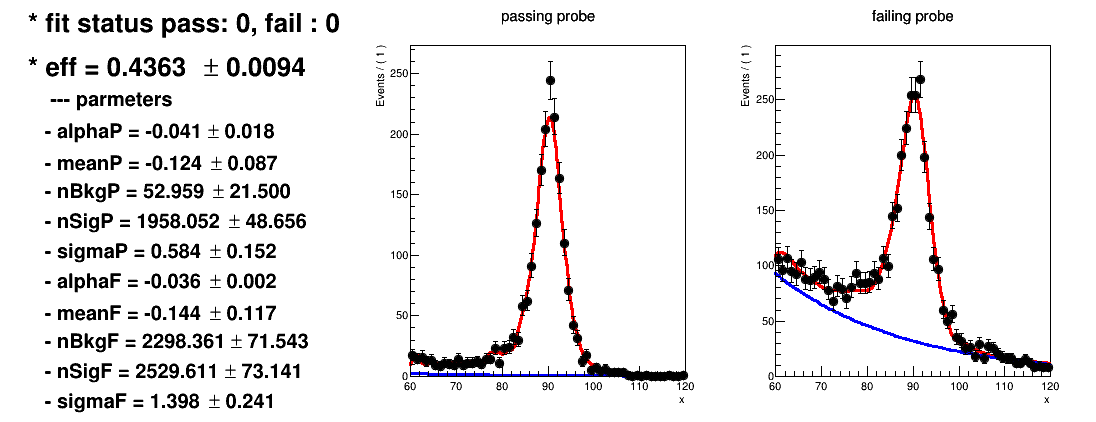 * fit status pass: 0, fail : 0
* eff = 0.4363 ± 0.0094
--- parmeters
- alphaP = -0.041 ± 0.018
- meanP = -0.124 ± 0.087
- nBkgP = 52.959 ± 21.500
- nSigP = 1958.052 ± 48.656
- sigmaP = 0.584 ± 0.152
- alphaF = -0.036 ± 0.002
- meanF = -0.144 ± 0.117
- nBkgF = 2298.361 ± 71.543
- nSigF = 2529.611 ± 73.141
- sigmaF = 1.398 ± 0.241
passing probe
Events / ( 1 )
250
200
150
100
50
0
60 70 80 90 100 110 120
x
failing probe
Events / ( 1 )
250
200
150
100
50
0
60 70 80 90 100 110 120
x